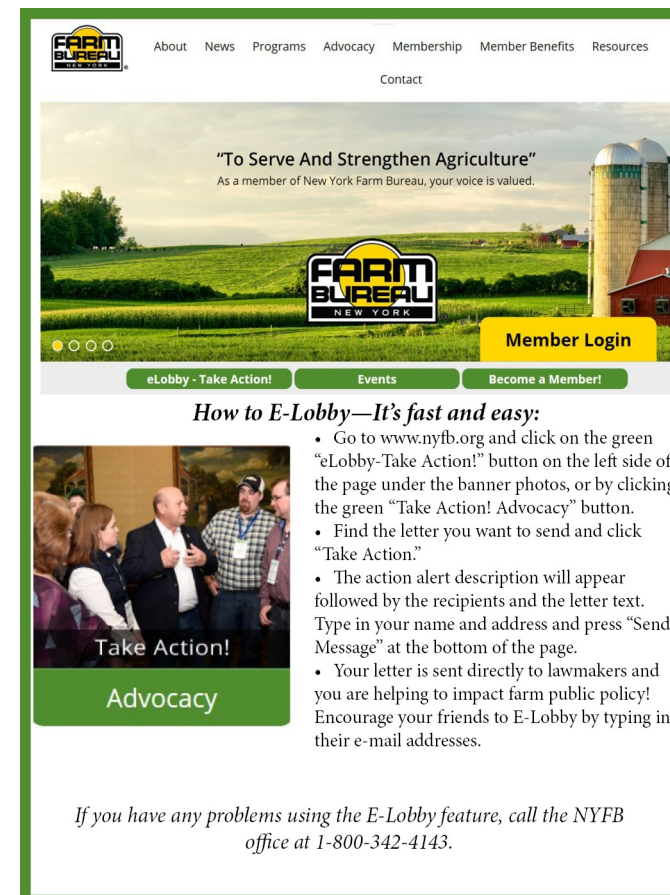 FARM
BUREAU
NEW YORK
About News Programs Advocacy Membership Member Benefits Resources
Contact
“To Serve And Strengthen Agriculture”
As a member of New York Farm Bureau, your voice is valued.
FARM
BUREAU
NEW YORK
Member Login
eLobby - Take Action! Events Become a Member!
How to E-Lobby—It’s fast and easy:
• Go to www.nyfb.org and click on the green
“eLobby-Take Action!” button on the left side of
the page under the banner photos, or by clicking
the green “Take Action! Advocacy” button.
• Find the letter you want to send and click
“Take Action.”
• The action alert description will appear
followed by the recipients and the letter text.
Type in your name and address and press “Send
Message” at the bottom of the page.
• Your letter is sent directly to lawmakers and
you are helping to impact farm public policy!
Encourage your friends to E-Lobby by typing in
their e-mail addresses.
Take Action!
Advocacy
If you have any problems using the E-Lobby feature, call the NYFB
office at 1-800-342-4143.